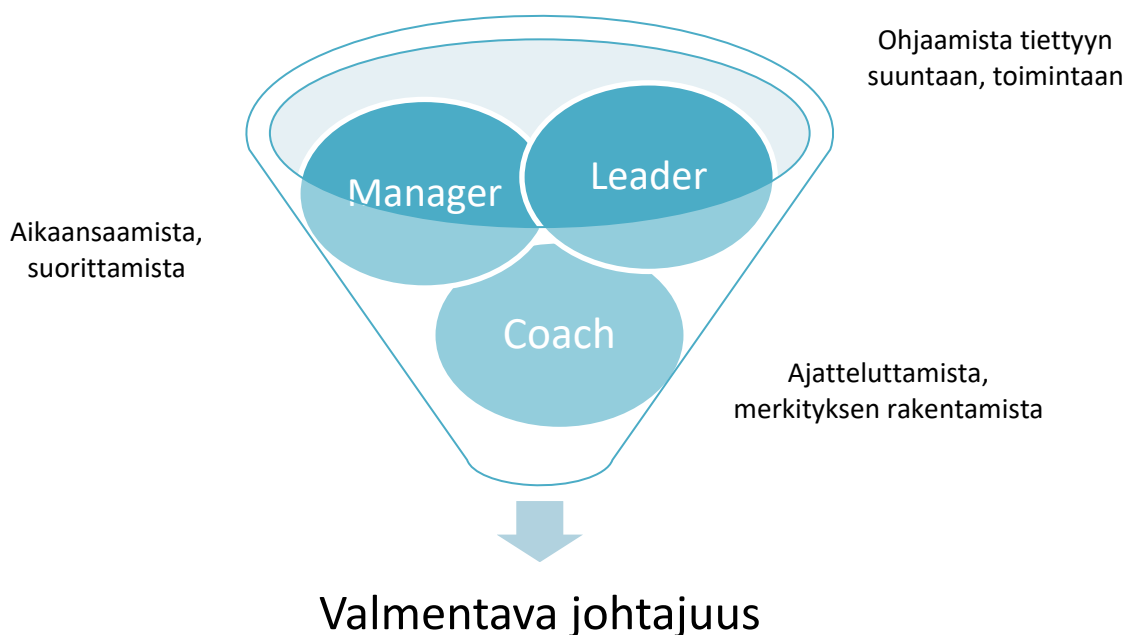 Ohjaamista tiettyyn
suuntaan, toimintaan
Manager
Leader
Aikaansaamista,
suorittamista
Coach
Ajatteluttamista,
merkityksen rakentamista
Valmentava johtajuus